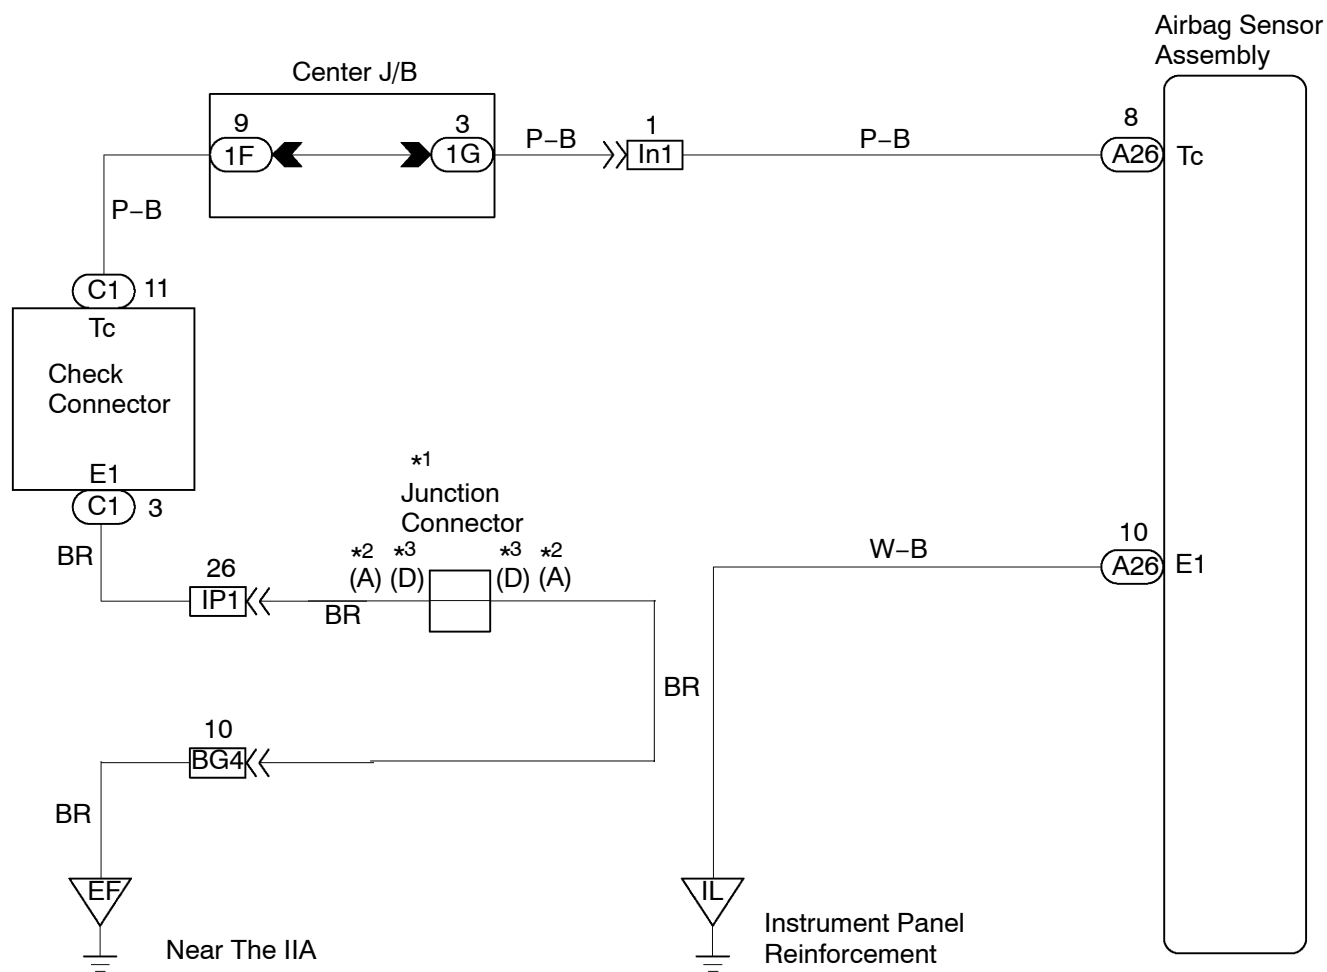 Airbag Sensor
Assembly
Center J/B
9
1F
3
1G
P–B
1
In1
P–B
8
A26
Tc
P–B
C1
11
Tc
Check
Connector
E1
C1
3
*1
Junction
Connector
*2
(A)
*3
(D)
*3
(D)
*2
(A)
BR
26
IP1
BR
W–B
10
A26
E1
BR
10
BG4
BR
EF
Near The IIA
IL
Instrument Panel
Reinforcement